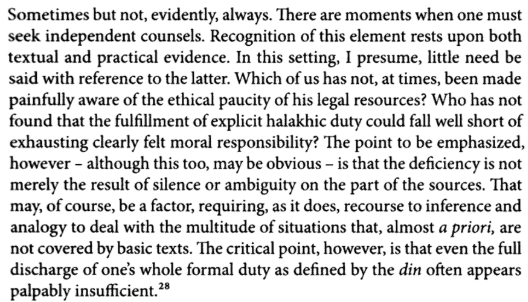 Sometimes but not, evidently, always. There are moments when one must
seek independent counsels. Recognition of this element rests upon both
textual and practical evidence. In this setting, I presume, little need be
said with reference to the latter. Which of us has not, at times, been made
painfully aware of the ethical paucity of his legal resources? Who has not
found that the fulfillment of explicit halakhic duty could fall well short of
exhausting clearly felt moral responsibility? The point to be emphasized,
however – although this too, may be obvious – is that the deficiency is not
merely the result of silence or ambiguity on the part of the sources. That
may, of course, be a factor, requiring, as it does, recourse to inference and
analogy to deal with the multitude of situations that, almost a priori, are
not covered by basic texts. The critical point, however, is that even the full
discharge of one's whole formal duty as defined by the din often appears
palpably insufficient.28